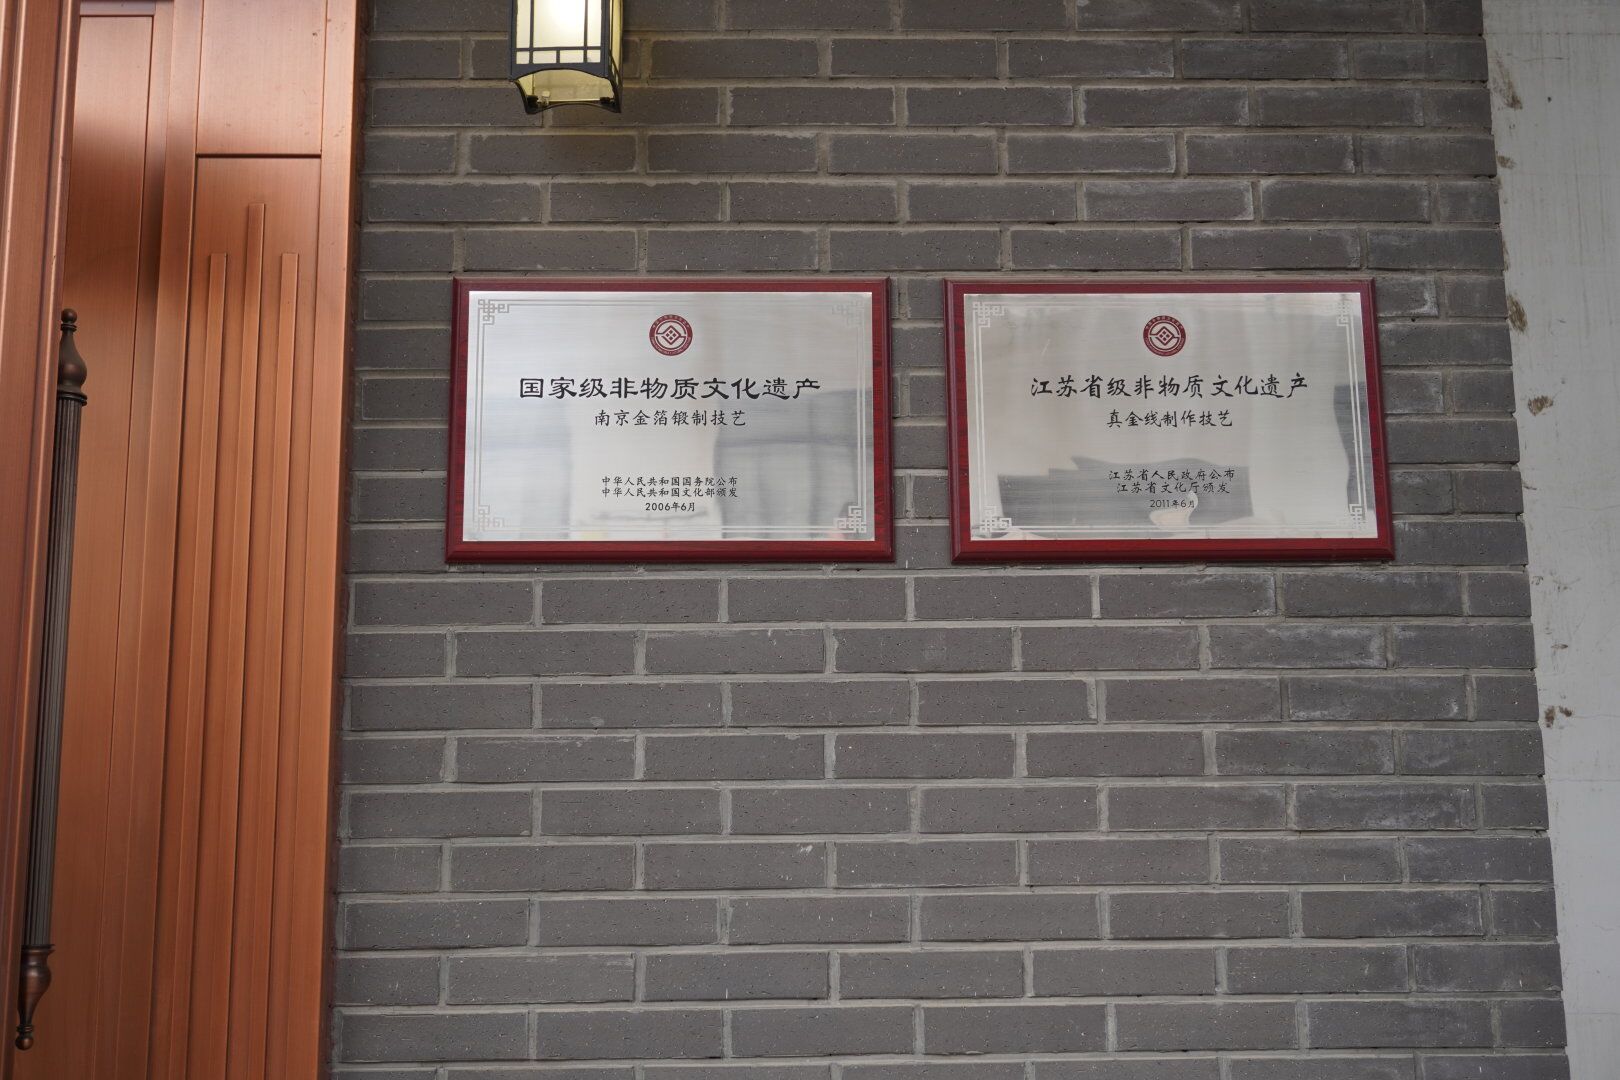 国家级非物质文化遗产
南京金箔锻制技艺
中华人民共和国国务院公布
中华人民共和国文化部颁发
2006年6月
江苏省级非物质文化遗产
真金线制作技艺
江苏省人民政府公布
江苏省文化厅颁发
2011年6月